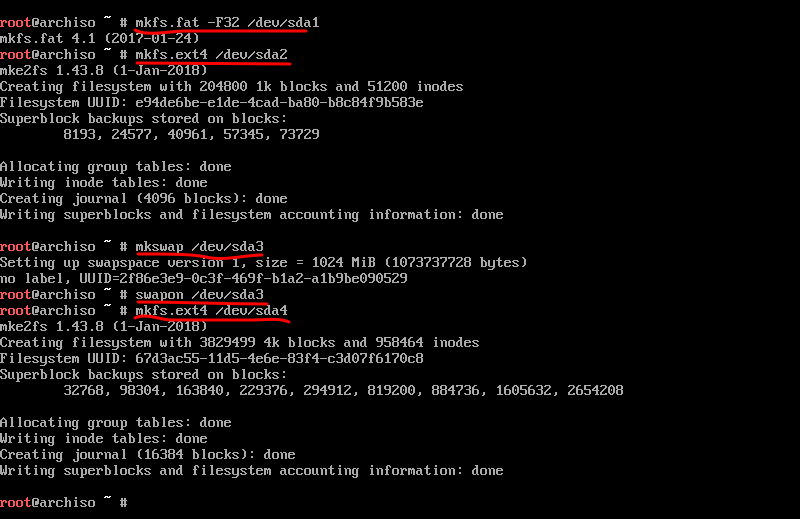 root@archiso ~ # mkfs.fat -F32 /dev/sda1
mkfs.fat 4.1 (2017-01-24)
root@archiso ~ # mkfs.ext4 /dev/sda2
mke2fs 1.43.8 (1-Jan-2018)
Creating filesystem with 204800 1k blocks and 51200 inodes
Filesystem UUID: e94de6be-e1de-4cad-ba80-b8c84f9b583e
Superblock backups stored on blocks:
        8193, 24577, 40961, 57345, 73729

Allocating group tables: done
Writing inode tables: done
Creating journal (4096 blocks): done
Writing superblocks and filesystem accounting information: done

root@archiso ~ # mkswap /dev/sda3
Setting up swapspace version 1, size = 1024 MiB (1073737728 bytes)
no label, UUID=2f86e3e9-0c3f-469f-b1a2-a1b9be090529
root@archiso ~ # swapon /dev/sda3
root@archiso ~ # mkfs.ext4 /dev/sda4
mke2fs 1.43.8 (1-Jan-2018)
Creating filesystem with 3829499 4k blocks and 958464 inodes
Filesystem UUID: 67d3ac55-11d5-4e6e-83f4-c3d07f6170c8
Superblock backups stored on blocks:
        32768, 98304, 163840, 229376, 294912, 819200, 884736, 1605632, 2654208

Allocating group tables: done
Writing inode tables: done
Creating journal (16384 blocks): done
Writing superblocks and filesystem accounting information: done

root@archiso ~ #